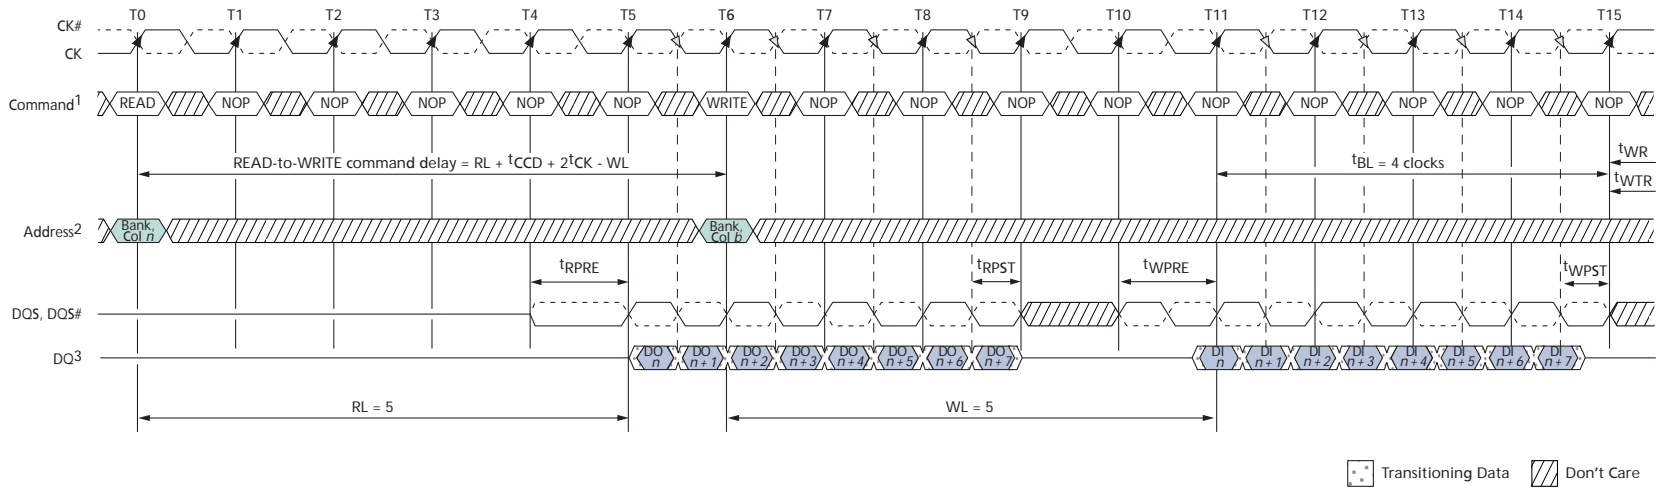 T0 T1 T2 T3 T4 T5 T6 T7 T8 T9 T10 T11 T12 T13 T14 T15
CK#
CK
Command1 READ NOP NOP NOP NOP NOP WRITE NOP NOP NOP NOP NOP NOP NOP NOP NOP
READ-to-WRITE command delay = RL + tCCD + 2tCK - WL
tBL = 4 clocks
tWR
tWTR
Address2
Bank, Col n
Bank, Col b
tRPRE tRPST tWPRE tWPST
DQS, DQS#
DQ3
DO n
DO n + 1
DO n + 2
DO n + 3
DO n + 4
DO n + 5
DO n + 6
DO n + 7
DI n
DI n + 1
DI n + 2
DI n + 3
DI n + 4
DI n + 5
DI n + 6
DI n + 7
RL = 5
WL = 5
Transitioning Data
Don't Care